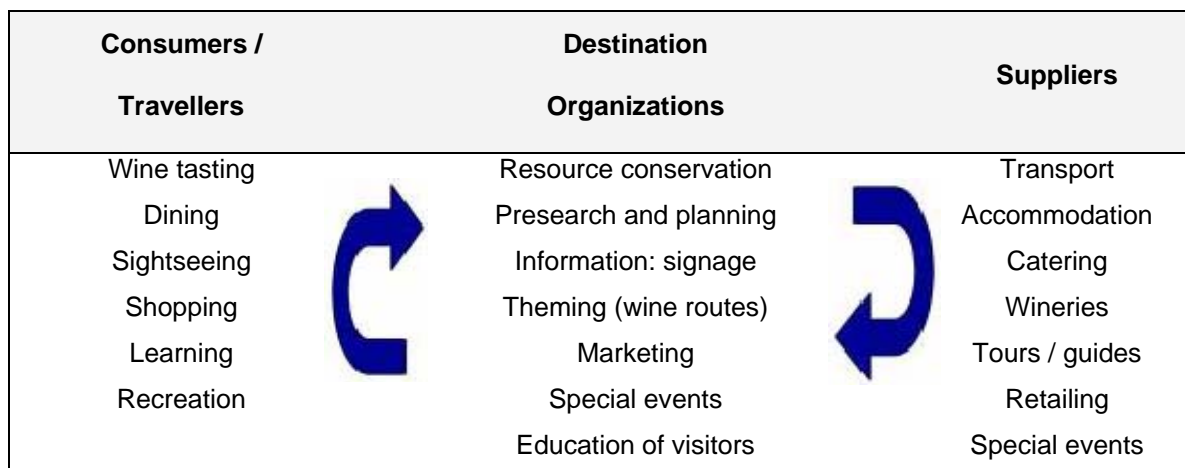 Consumers /
Travellers
Destination
Organizations
Suppliers
Wine tasting
Dining
Sightseeing
Shopping
Learning
Recreation
Resource conservation
Presearch and planning
Information: signage
Theming (wine routes)
Marketing
Special events
Education of visitors
Transport
Accommodation
Catering
Wineries
Tours / guides
Retailing
Special events